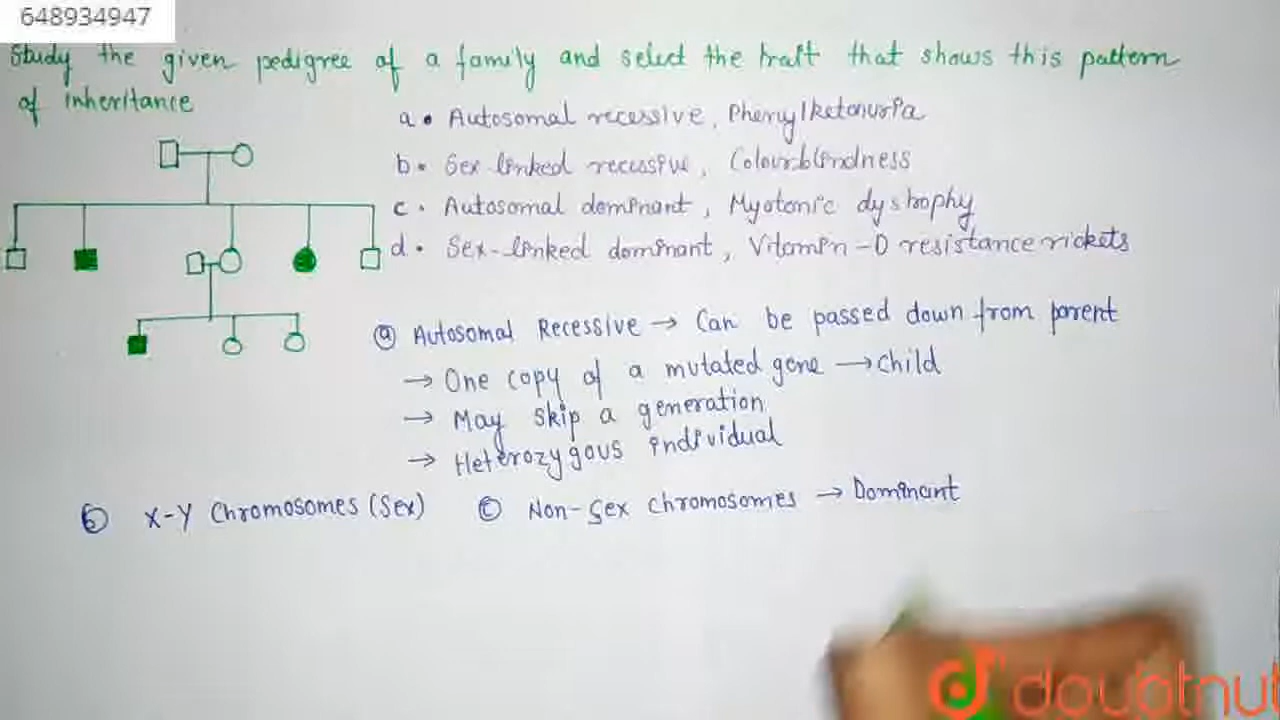 648934947
Study the given pedigree of a family and select the trait that shows this pattern
of inheritance
a. Autosomal recessive, Phenylketonuria
b. Sex-linked recessive, Colourblindness
c. Autosomal dominant, Myotonic dystrophy
d. Sex-linked dominant, Vitamin-D resistance rickets
ⓐ Autosomal Recessive → Can be passed down from parent
→ One copy of a mutated gene → child
→ May skip a generation
→ Heterozygous individual
ⓑ X-Y Chromosomes (Sex) ⓒ Non-Sex chromosomes → Dominant
doubtnut